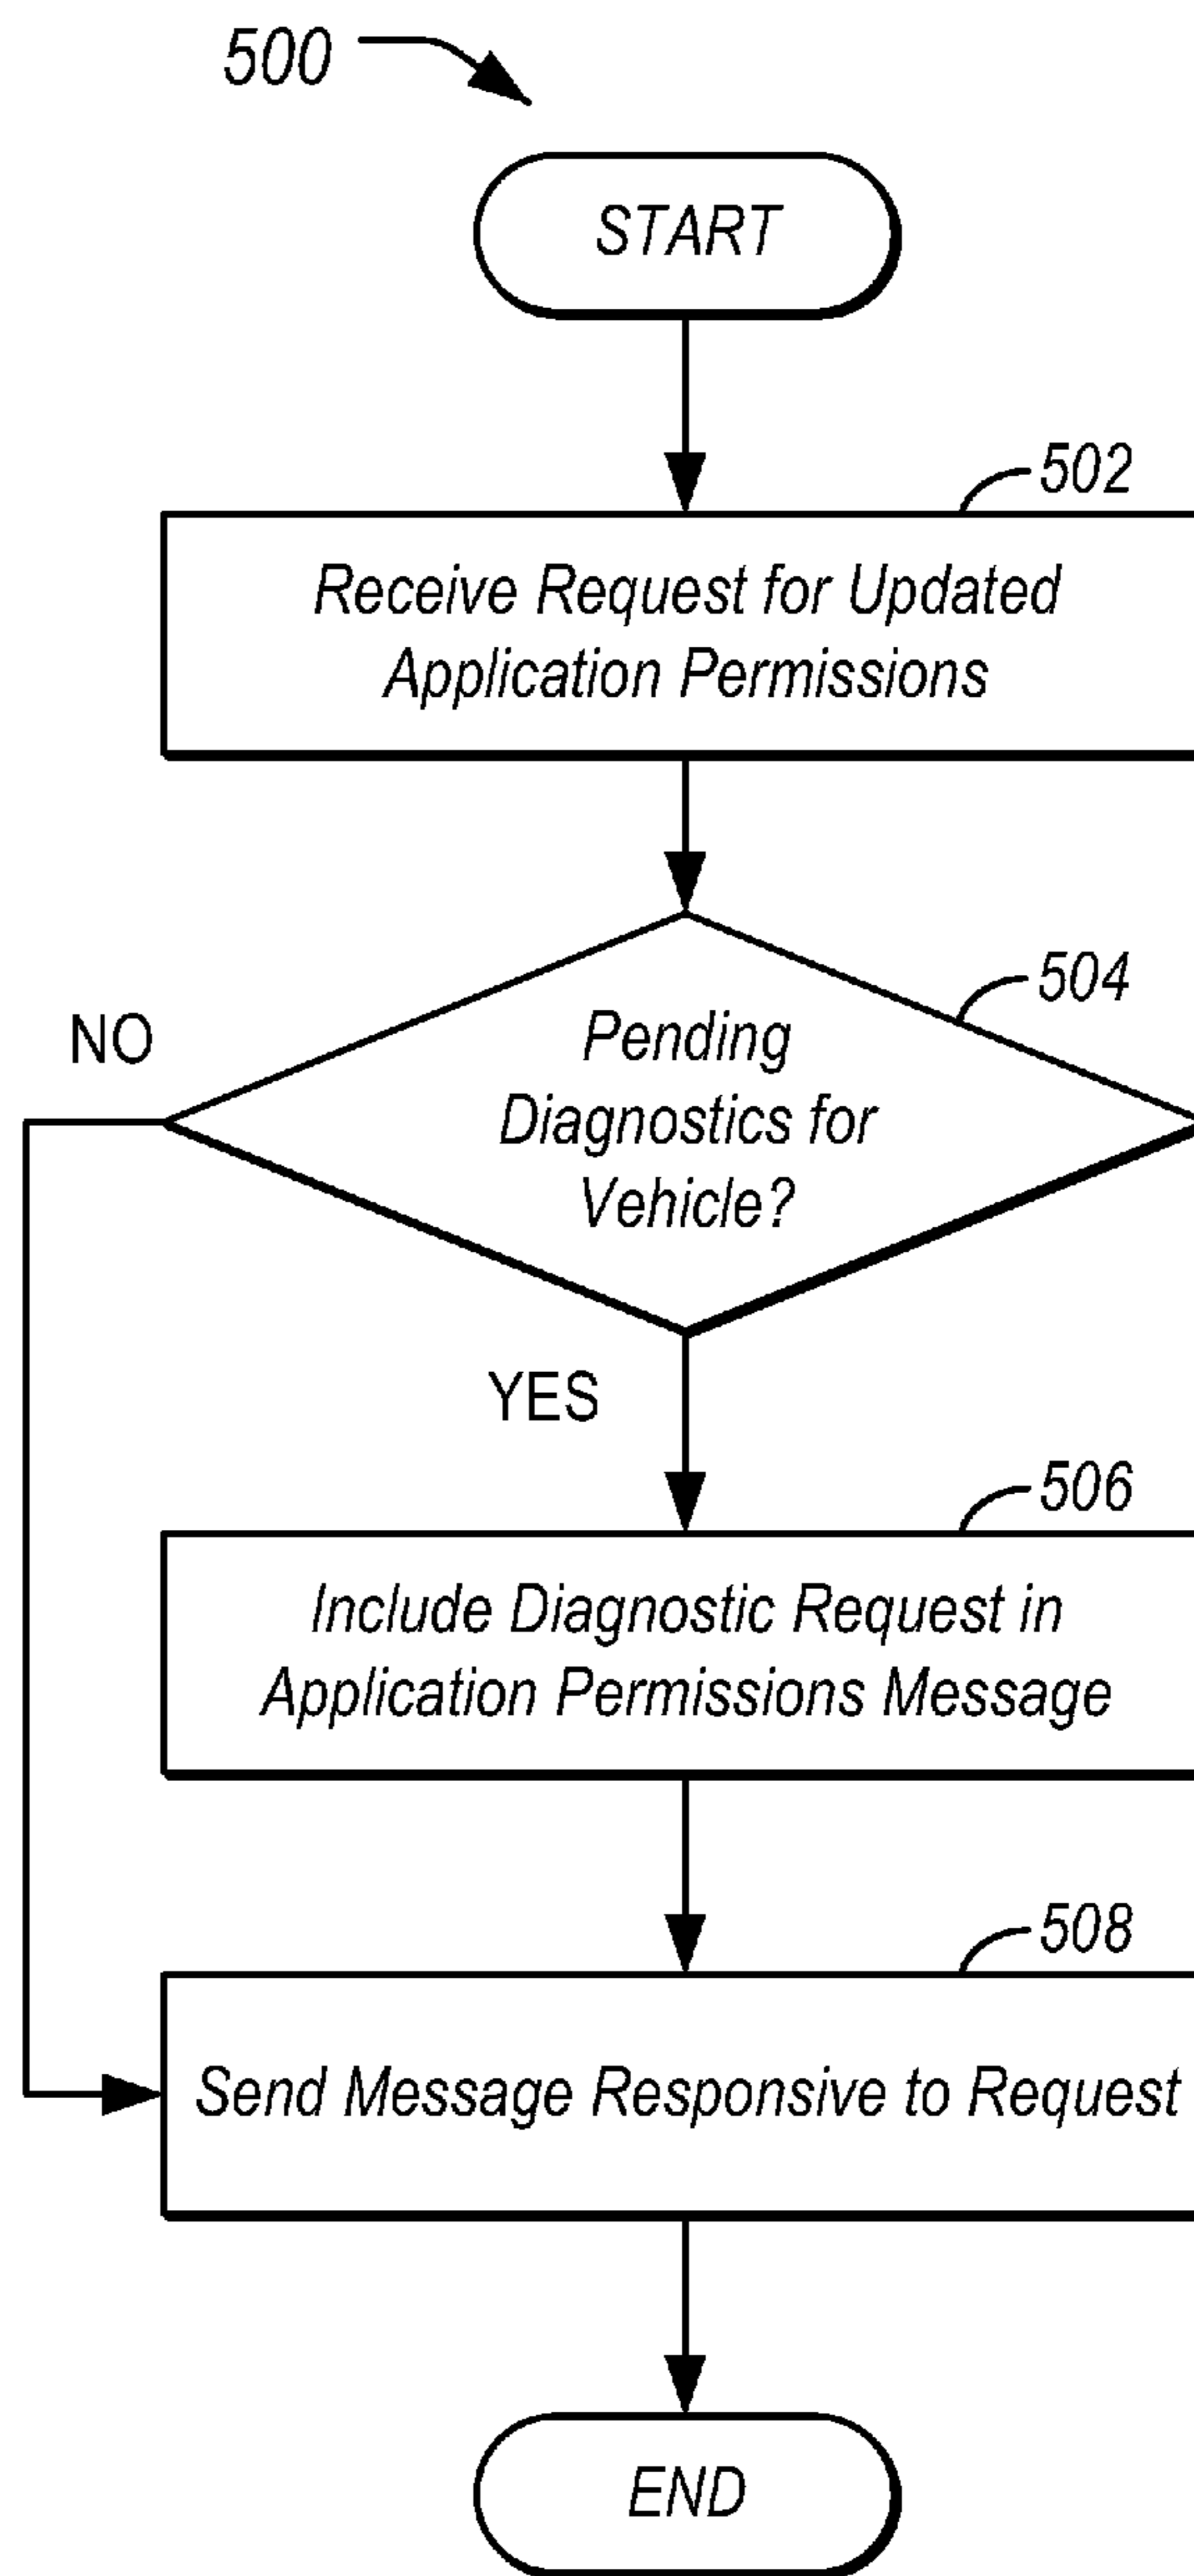 500
START
502
Receive Request for Updated
Application Permissions
504
NO
Pending
Diagnostics for
Vehicle?
YES
506
Include Diagnostic Request in
Application Permissions Message
508
Send Message Responsive to Request
END